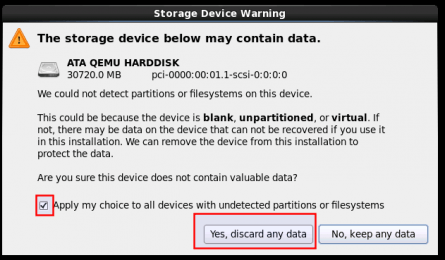 Storage Device Warning
The storage device below may contain data.
ATA QEMU HARDDISK
30720.0 MB pci-0000:00:01.1-scsi-0:0:0:0
We could not detect partitions or filesystems on this device.
This could be because the device is blank, unpartitioned, or virtual. If
not, there may be data on the device that can not be recovered if you use it
in this installation. We can remove the device from this installation to
protect the data.
Are you sure this device does not contain valuable data?
Apply my choice to all devices with undetected partitions or filesystems
Yes, discard any data
No, keep any data